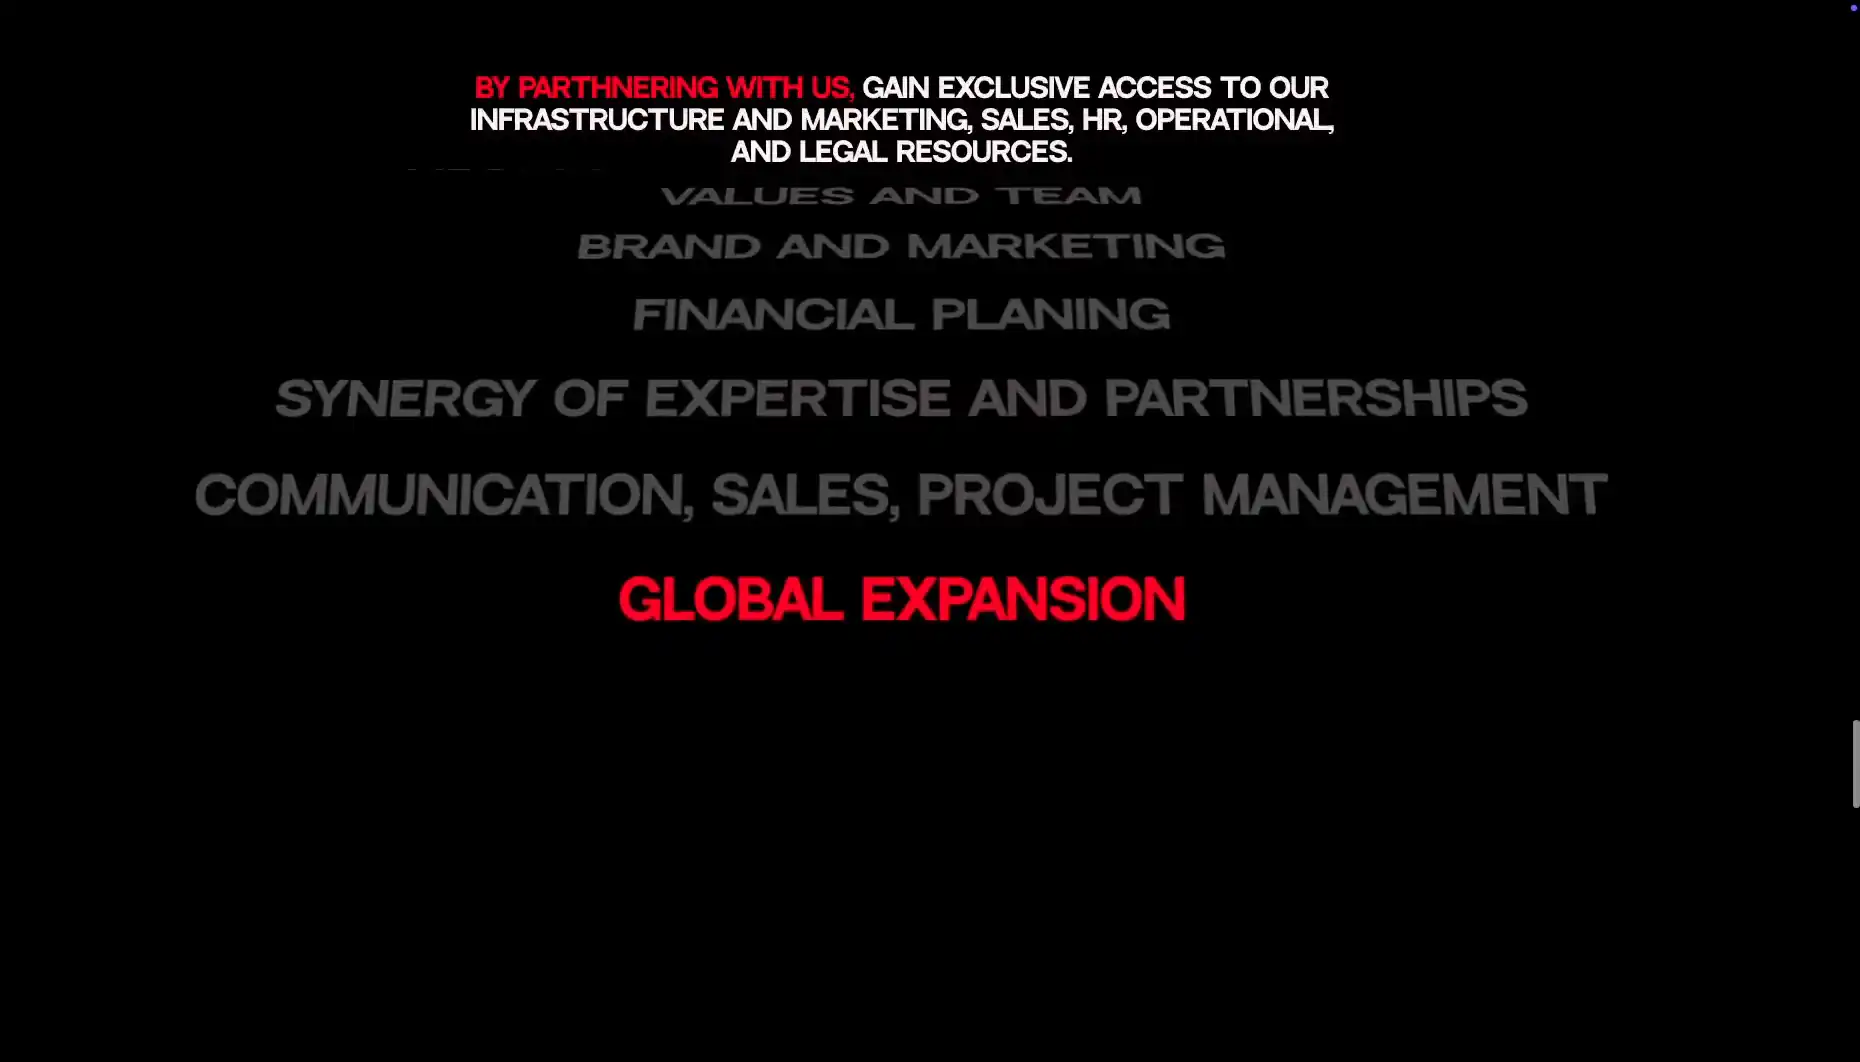 BY PARTHNERING WITH US, GAIN EXCLUSIVE ACCESS TO OUR
INFRASTRUCTURE AND MARKETING, SALES, HR, OPERATIONAL,
AND LEGAL RESOURCES.
VALUES AND TEAM
BRAND AND MARKETING
FINANCIAL PLANING
SYNERGY OF EXPERTISE AND PARTNERSHIPS
COMMUNICATION, SALES, PROJECT MANAGEMENT
GLOBAL EXPANSION